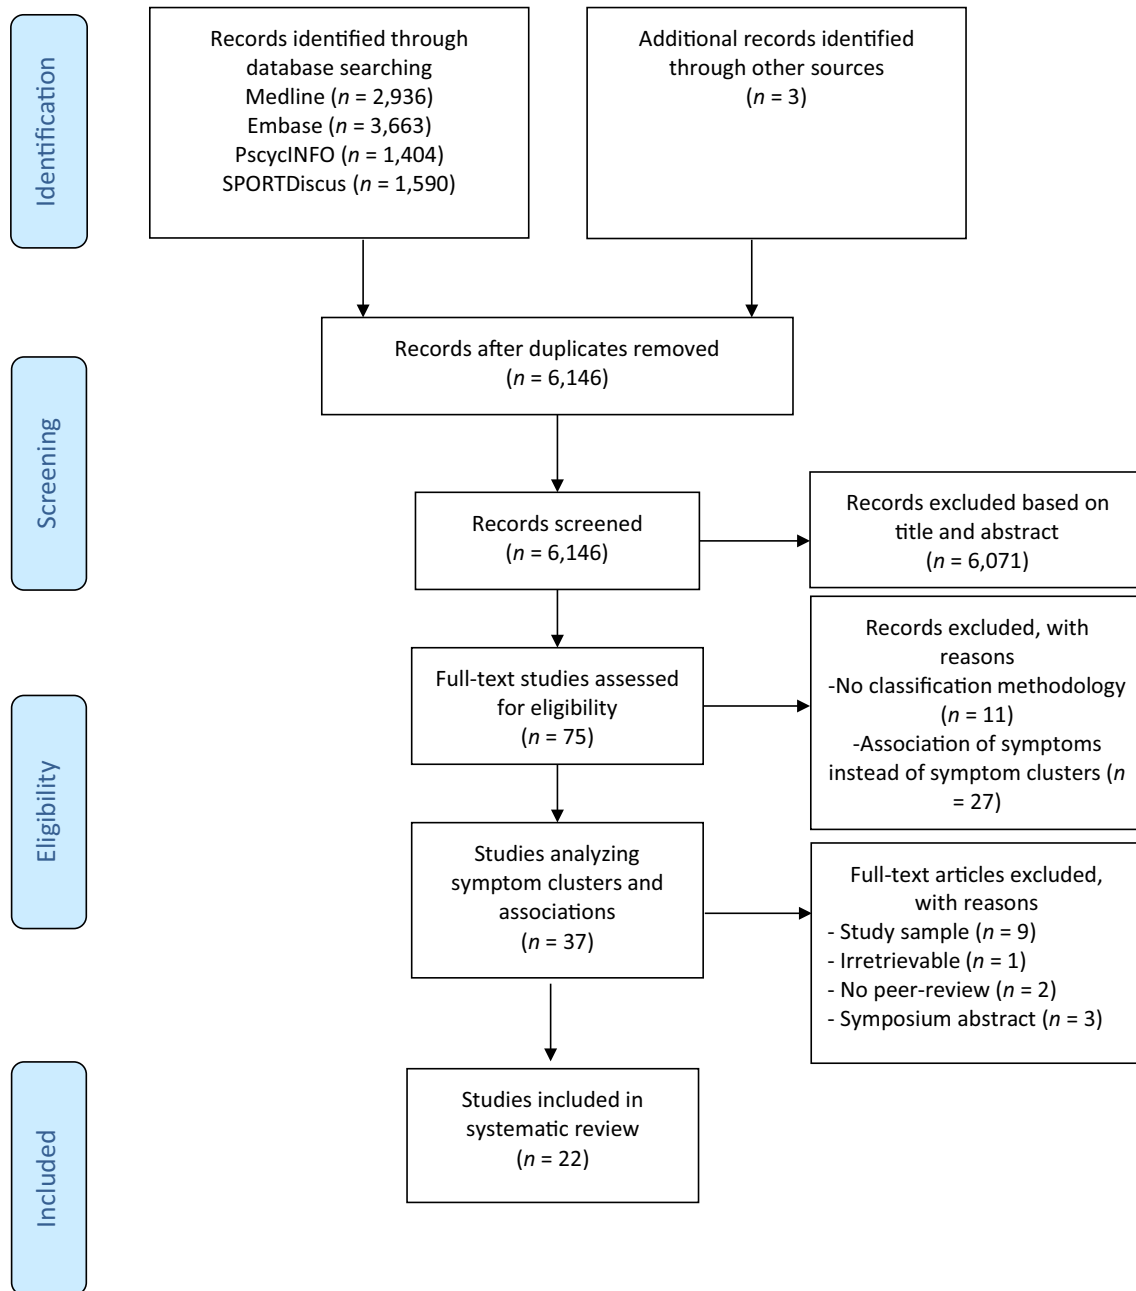 Identification
Records identified through
database searching
Medline (n = 2,936)
Embase (n = 3,663)
PscycINFO (n = 1,404)
SPORTDiscus (n = 1,590)
Additional records identified
through other sources
(n = 3)
Screening
Records after duplicates removed
(n = 6,146)
Records screened
(n = 6,146)
Records excluded based on
title and abstract
(n = 6,071)
Eligibility
Full-text studies assessed
for eligibility
(n = 75)
Records excluded, with
reasons
-No classification methodology
(n = 11)
-Association of symptoms
instead of symptom clusters (n
= 27)
Studies analyzing
symptom clusters and
associations
(n = 37)
Full-text articles excluded,
with reasons
- Study sample (n = 9)
- Irretrievable (n = 1)
- No peer-review (n = 2)
- Symposium abstract (n = 3)
Included
Studies included in
systematic review
(n = 22)